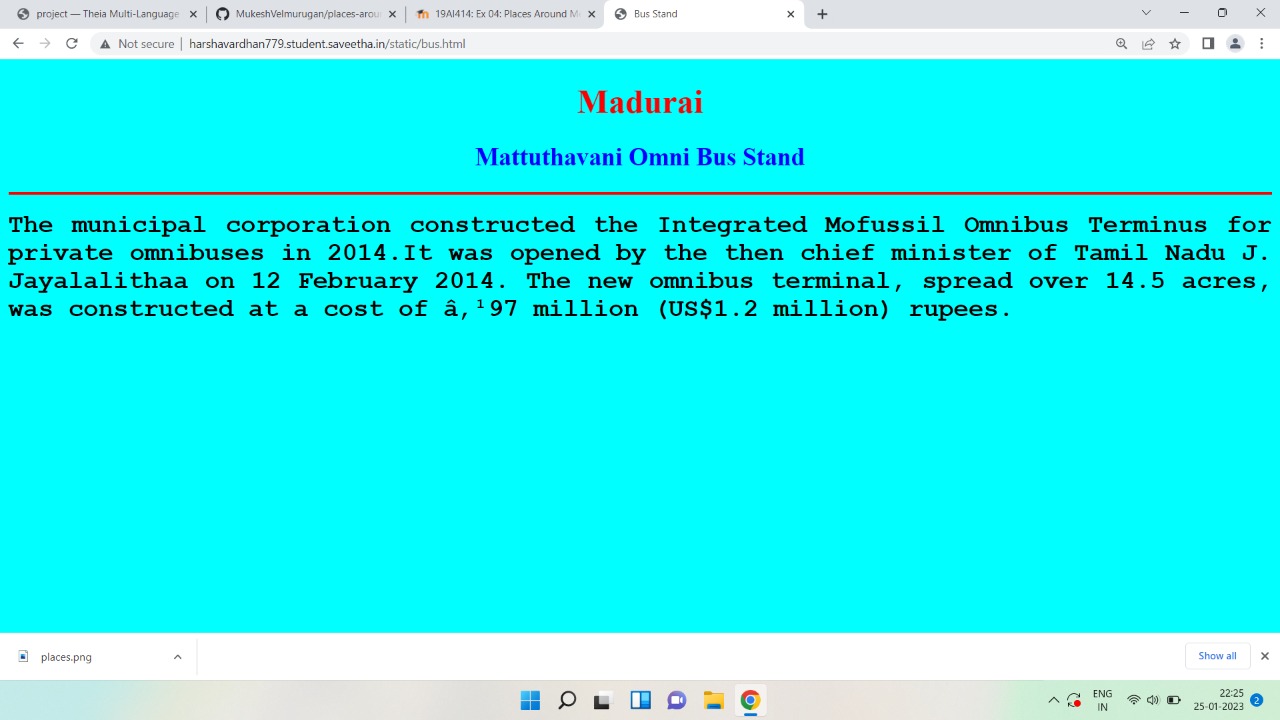 project — Theia Multi-Language
MukeshVelmurugan/places-arou
19AI414: Ex 04: Places Around M
Bus Stand
Not secure | harshavardhan779.student.saveetha.in/static/bus.html
Madurai
Mattuthavani Omni Bus Stand
The municipal corporation constructed the Integrated Mofussil Omnibus Terminus for
private omnibuses in 2014.It was opened by the then chief minister of Tamil Nadu J.
Jayalalithaa on 12 February 2014. The new omnibus terminal, spread over 14.5 acres,
was constructed at a cost of â‚¹97 million (US$1.2 million) rupees.
places.png
Show all
ENG
IN
22:25
25-01-2023
2